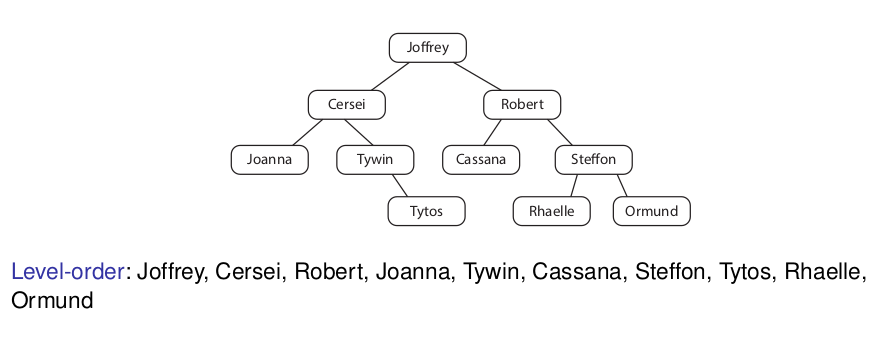 Joffrey
Cersei
Robert
Joanna
Tywin
Cassana
Steffon
Tytos
Rhaelle
Ormund
Level-order: Joffrey, Cersei, Robert, Joanna, Tywin, Cassana, Steffon, Tytos, Rhaelle,
Ormund